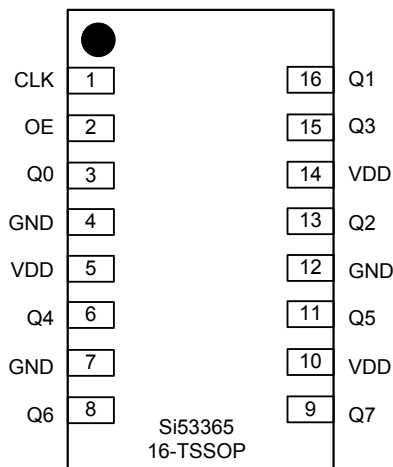 CLK 1 16 Q1
OE 2 15 Q3
Q0 3 14 VDD
GND 4 13 Q2
VDD 5 12 GND
Q4 6 11 Q5
GND 7 10 VDD
Q6 8 9 Q7
Si53365
16-TSSOP